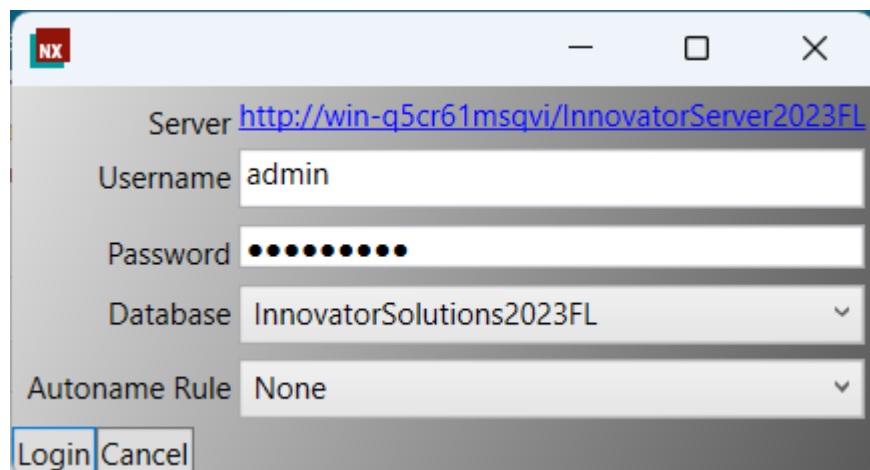 NX
Server http://win-q5cr61msqvi/InnovatorServer2023FL
Username admin
Password •••••••••
Database InnovatorSolutions2023FL
Autoname Rule None
Login Cancel